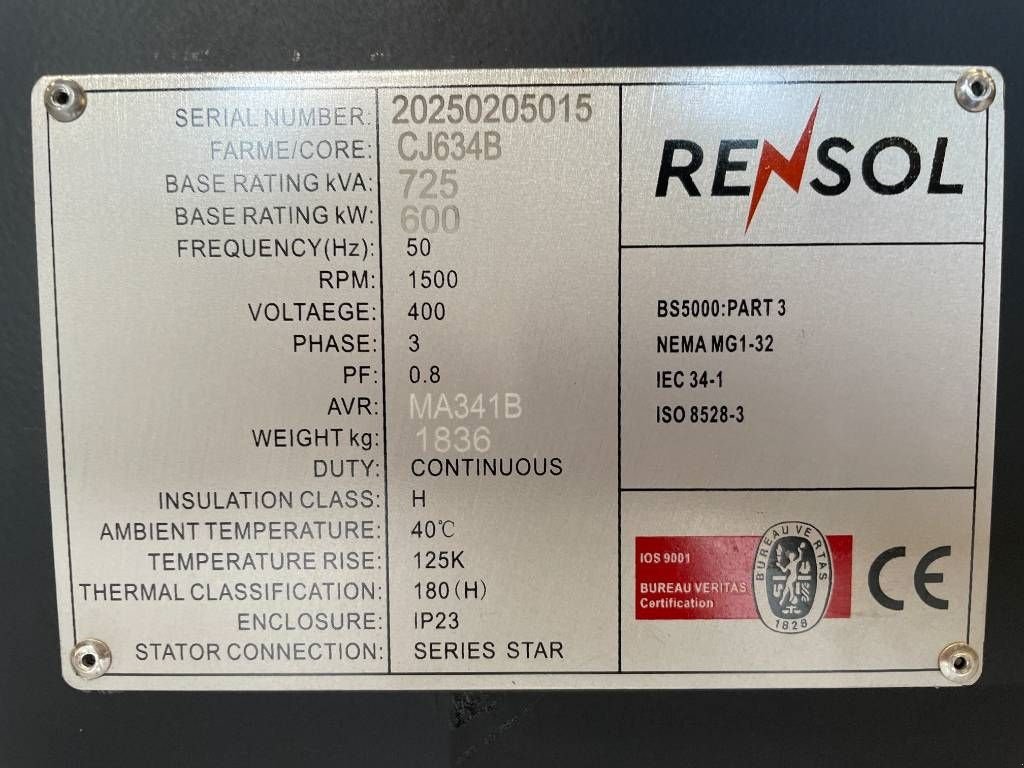 SERIAL NUMBER: 20250205015
FARME/CORE: CJ634B
BASE RATING kVA: 725
BASE RATING kW: 600
FREQUENCY(Hz): 50
RPM: 1500
VOLTAEGE: 400
PHASE: 3
PF: 0.8
AVR: MA341B
WEIGHT kg: 1836
DUTY: CONTINUOUS
INSULATION CLASS: H
AMBIENT TEMPERATURE: 40℃
TEMPERATURE RISE: 125K
THERMAL CLASSIFICATION: 180(H)
ENCLOSURE: IP23
STATOR CONNECTION: SERIES STAR
RENSOL
BS5000:PART 3
NEMA MG1-32
IEC 34-1
ISO 8528-3
IOS 9001
BUREAU VERITAS
Certification
BUREAU VERITAS
1828
CE